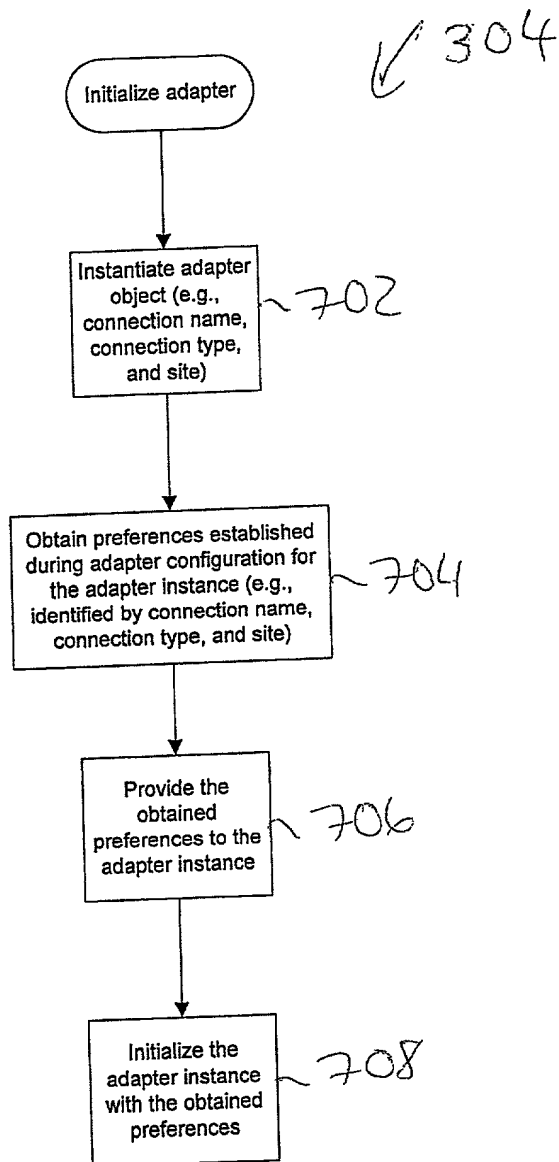 304
Initialize adapter
Instantiate adapter
object (e.g.,
connection name,
connection type,
and site)
702
Obtain preferences established
during adapter configuration for
the adapter instance (e.g.,
identified by connection name,
connection type, and site)
704
Provide the
obtained
preferences to the
adapter instance
706
Initialize the
adapter instance
with the obtained
preferences
708